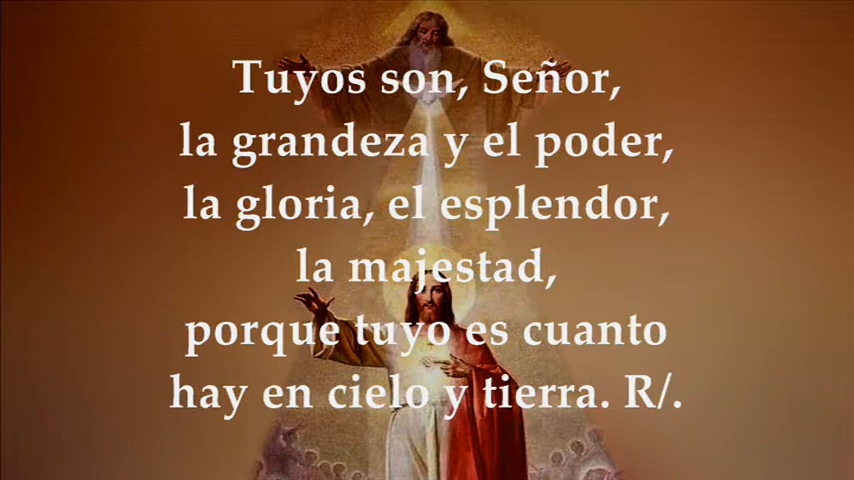 Tuyos son, Señor,
la grandeza y el poder,
la gloria, el esplendor,
la majestad,
porque tuyo es cuanto
hay en cielo y tierra. R/.